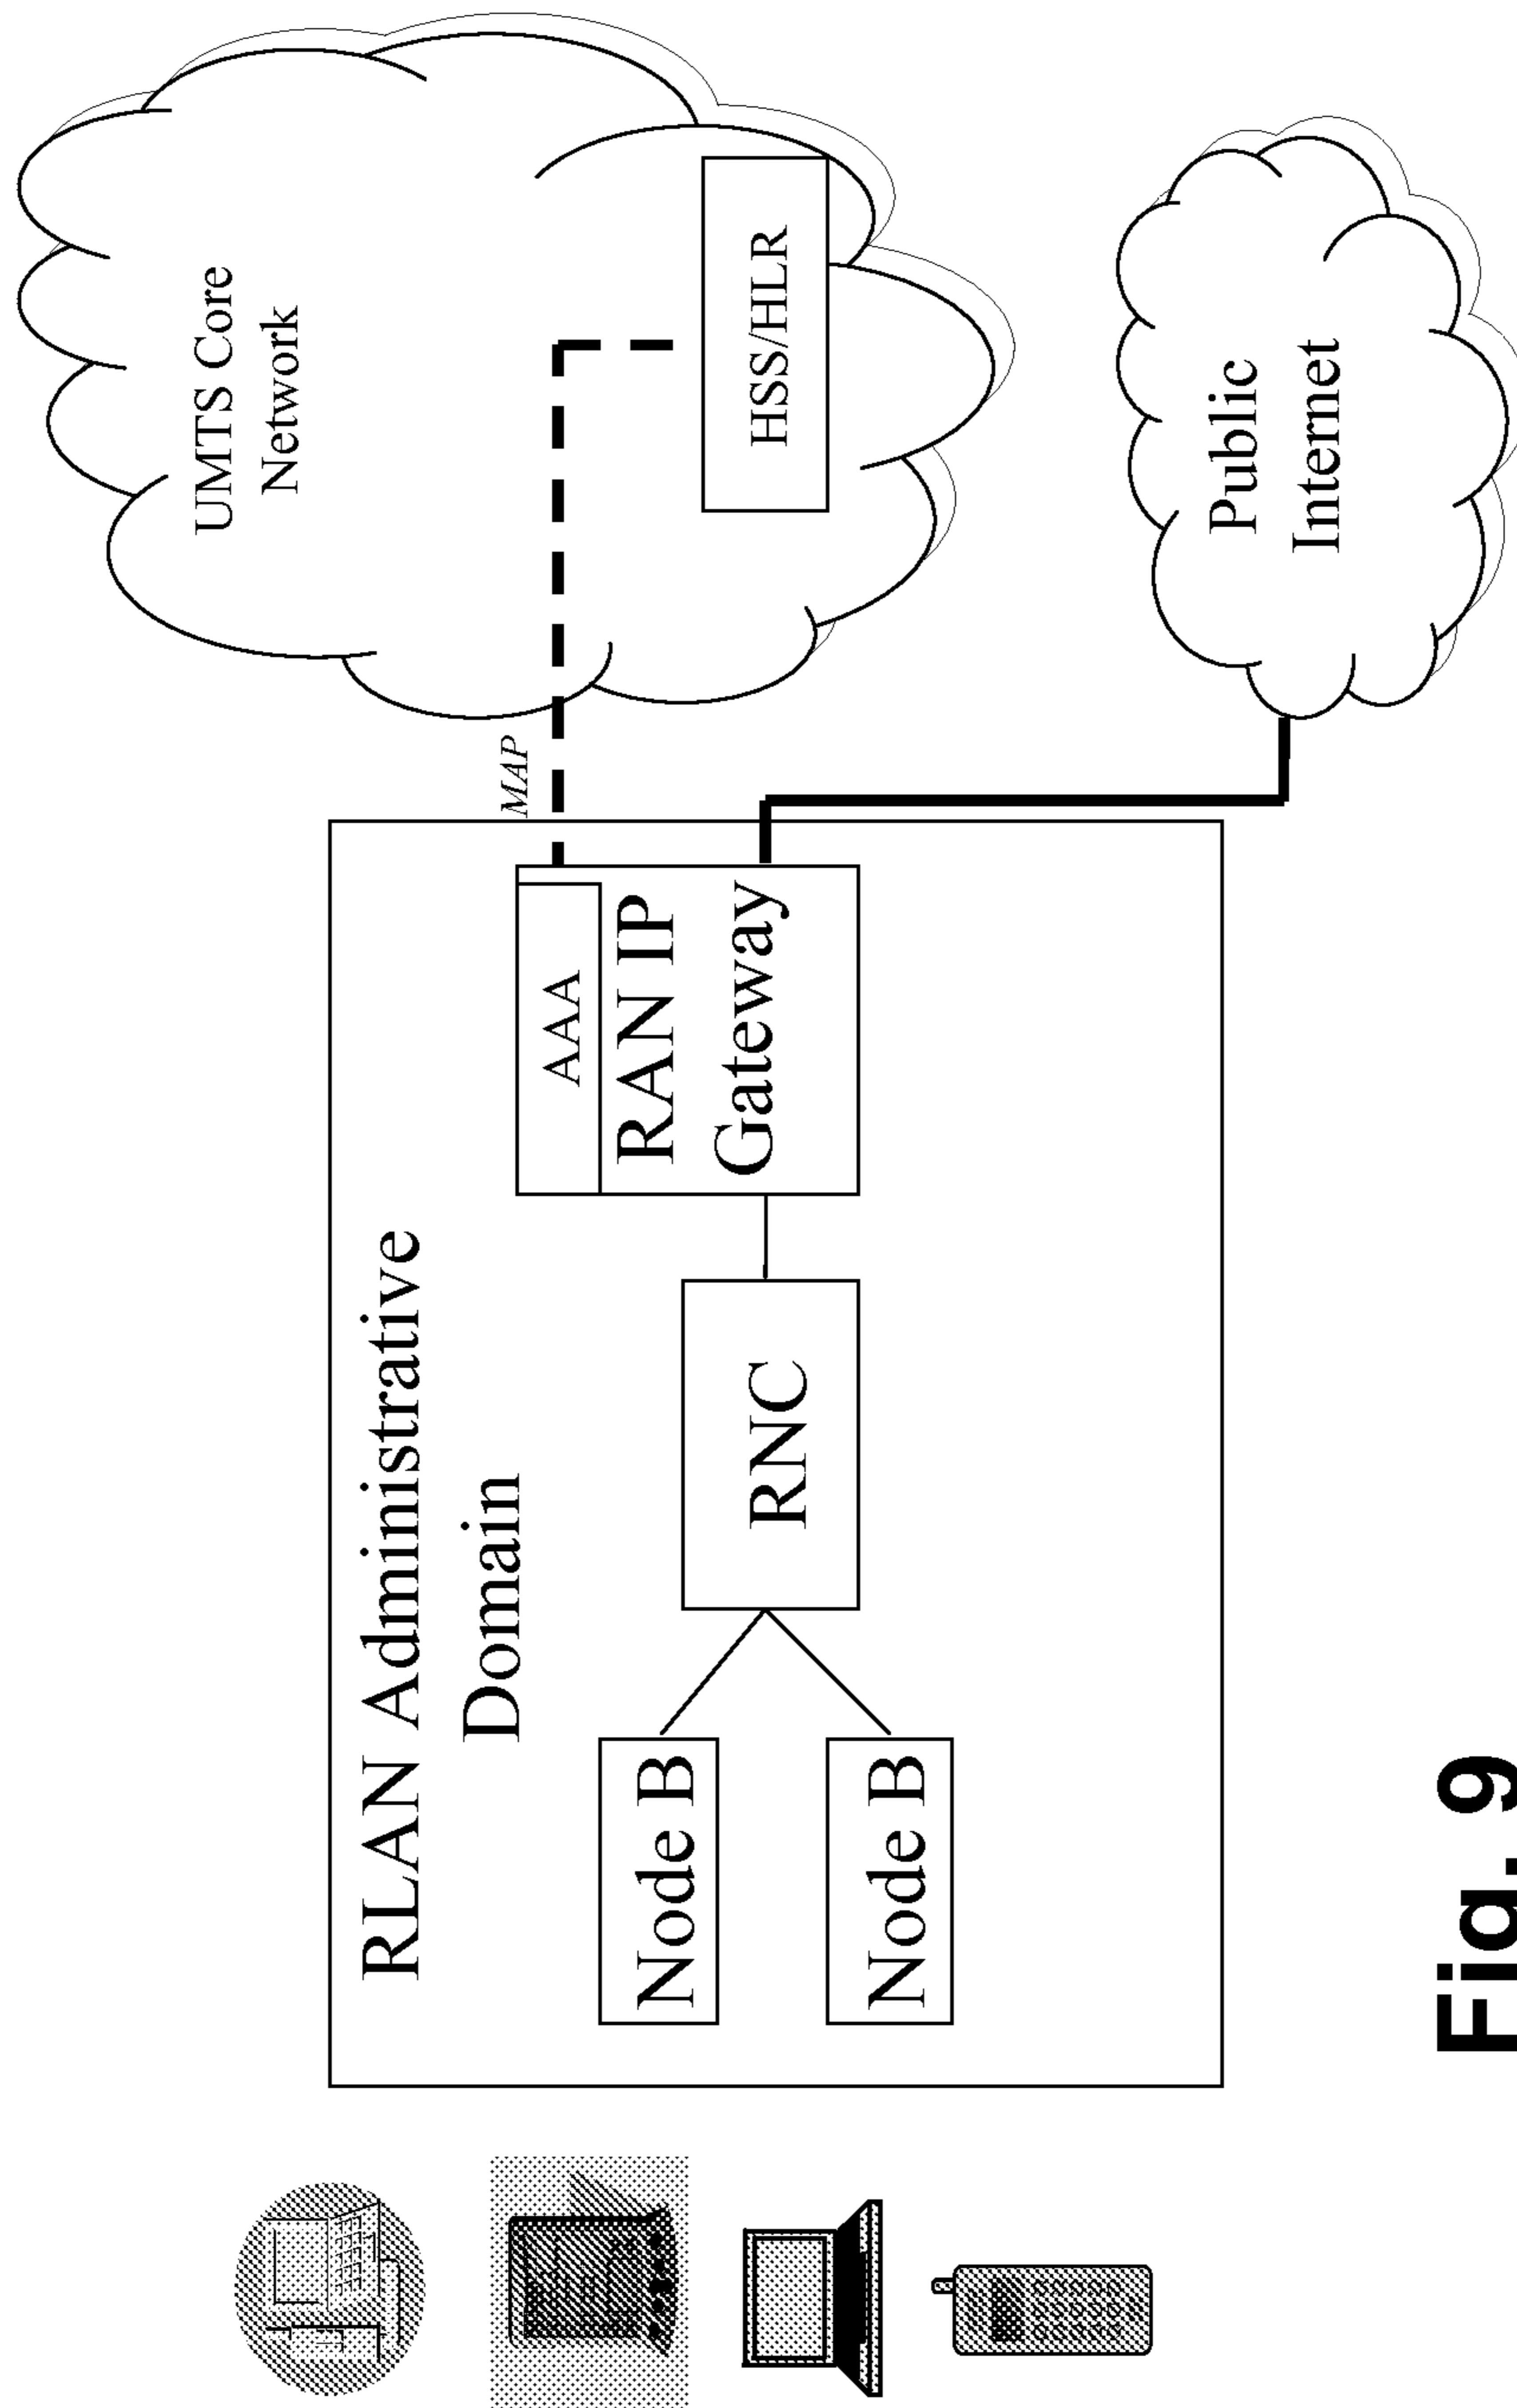 RLAN Administrative
Domain
Node B
Node B
RNC
AAA
RAN IP
Gateway
MAP
UMTS Core
Network
HSS/HLR
Public
Internet
Fig. 9